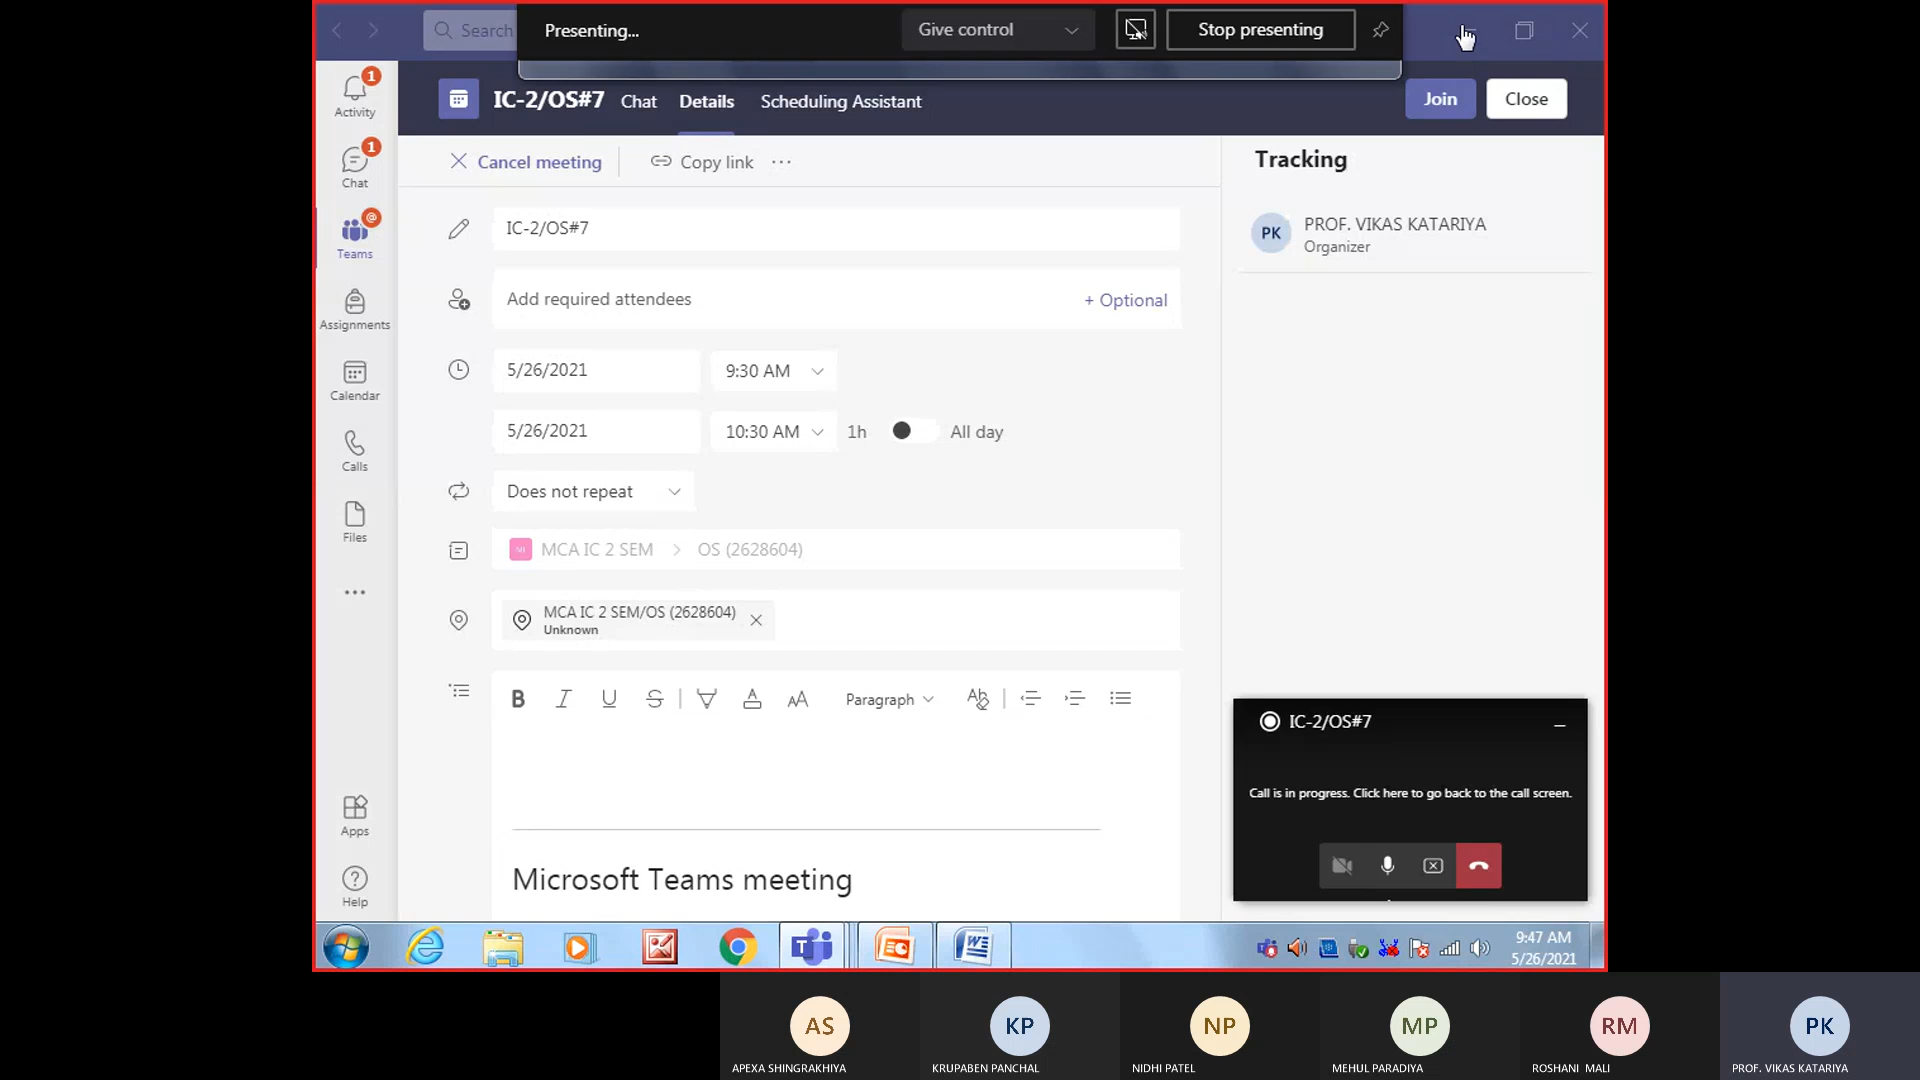 Search
Presenting...
Give control
Stop presenting
1
Activity
1
Chat
@
Teams
Assignments
Calendar
Calls
Files
Apps
Help
IC-2/OS#7
Chat
Details
Scheduling Assistant
Join
Close
Cancel meeting
Copy link
IC-2/OS#7
Add required attendees
+ Optional
5/26/2021
9:30 AM
5/26/2021
10:30 AM
1h
All day
Does not repeat
MI
MCA IC 2 SEM > OS (2628604)
MCA IC 2 SEM/OS (2628604)
Unknown
B I U S
AA
Paragraph
Ab
Microsoft Teams meeting
Tracking
PK
PROF. VIKAS KATARIYA
Organizer
IC-2/OS#7
Call is in progress. Click here to go back to the call screen.
9:47 AM
5/26/2021
AS
APEXA SHINGRAKHIYA
KP
KRUPABEN PANCHAL
NP
NIDHI PATEL
MP
MEHUL PARADIYA
RM
ROSHANI MALI
PK
PROF. VIKAS KATARIYA